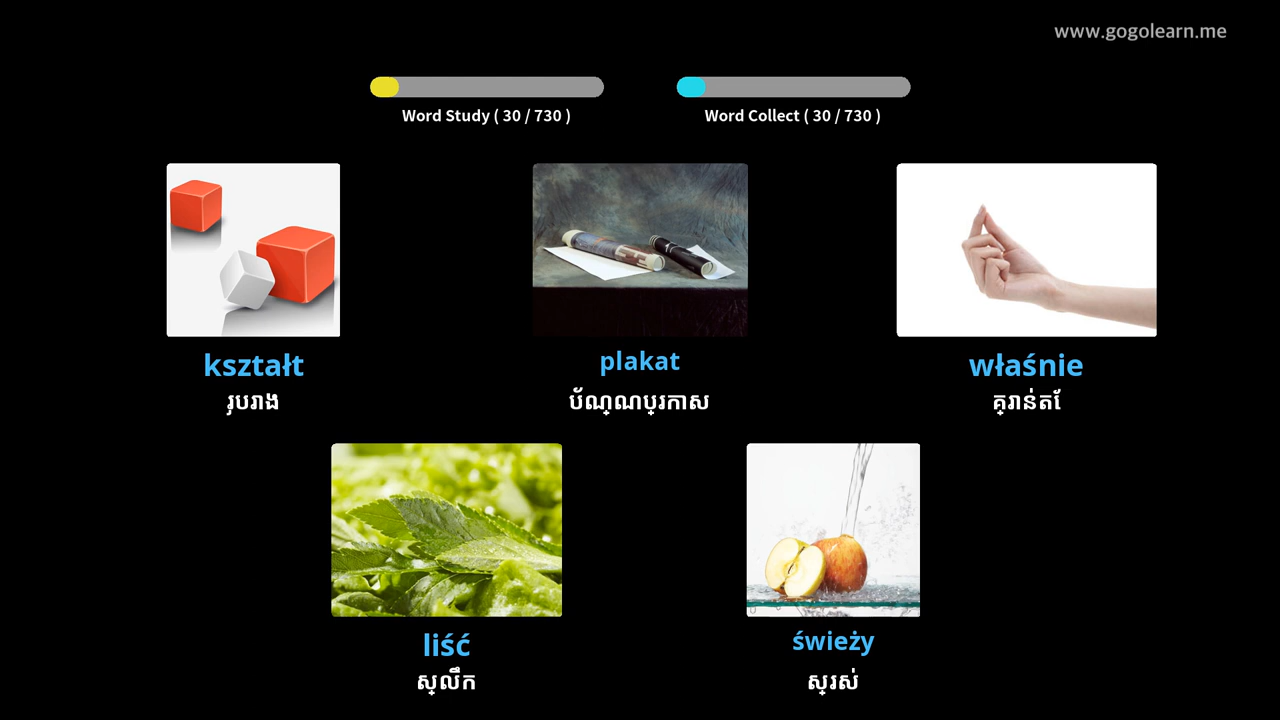 www.gogolearn.me
Word Study ( 30 / 730 )
Word Collect ( 30 / 730 )
kształt
រូបរាង
plakat
ប័ណ្ណប្រកាស
właśnie
គ្រាន់តែ
liść
ស្លឹក
świeży
ស្រស់